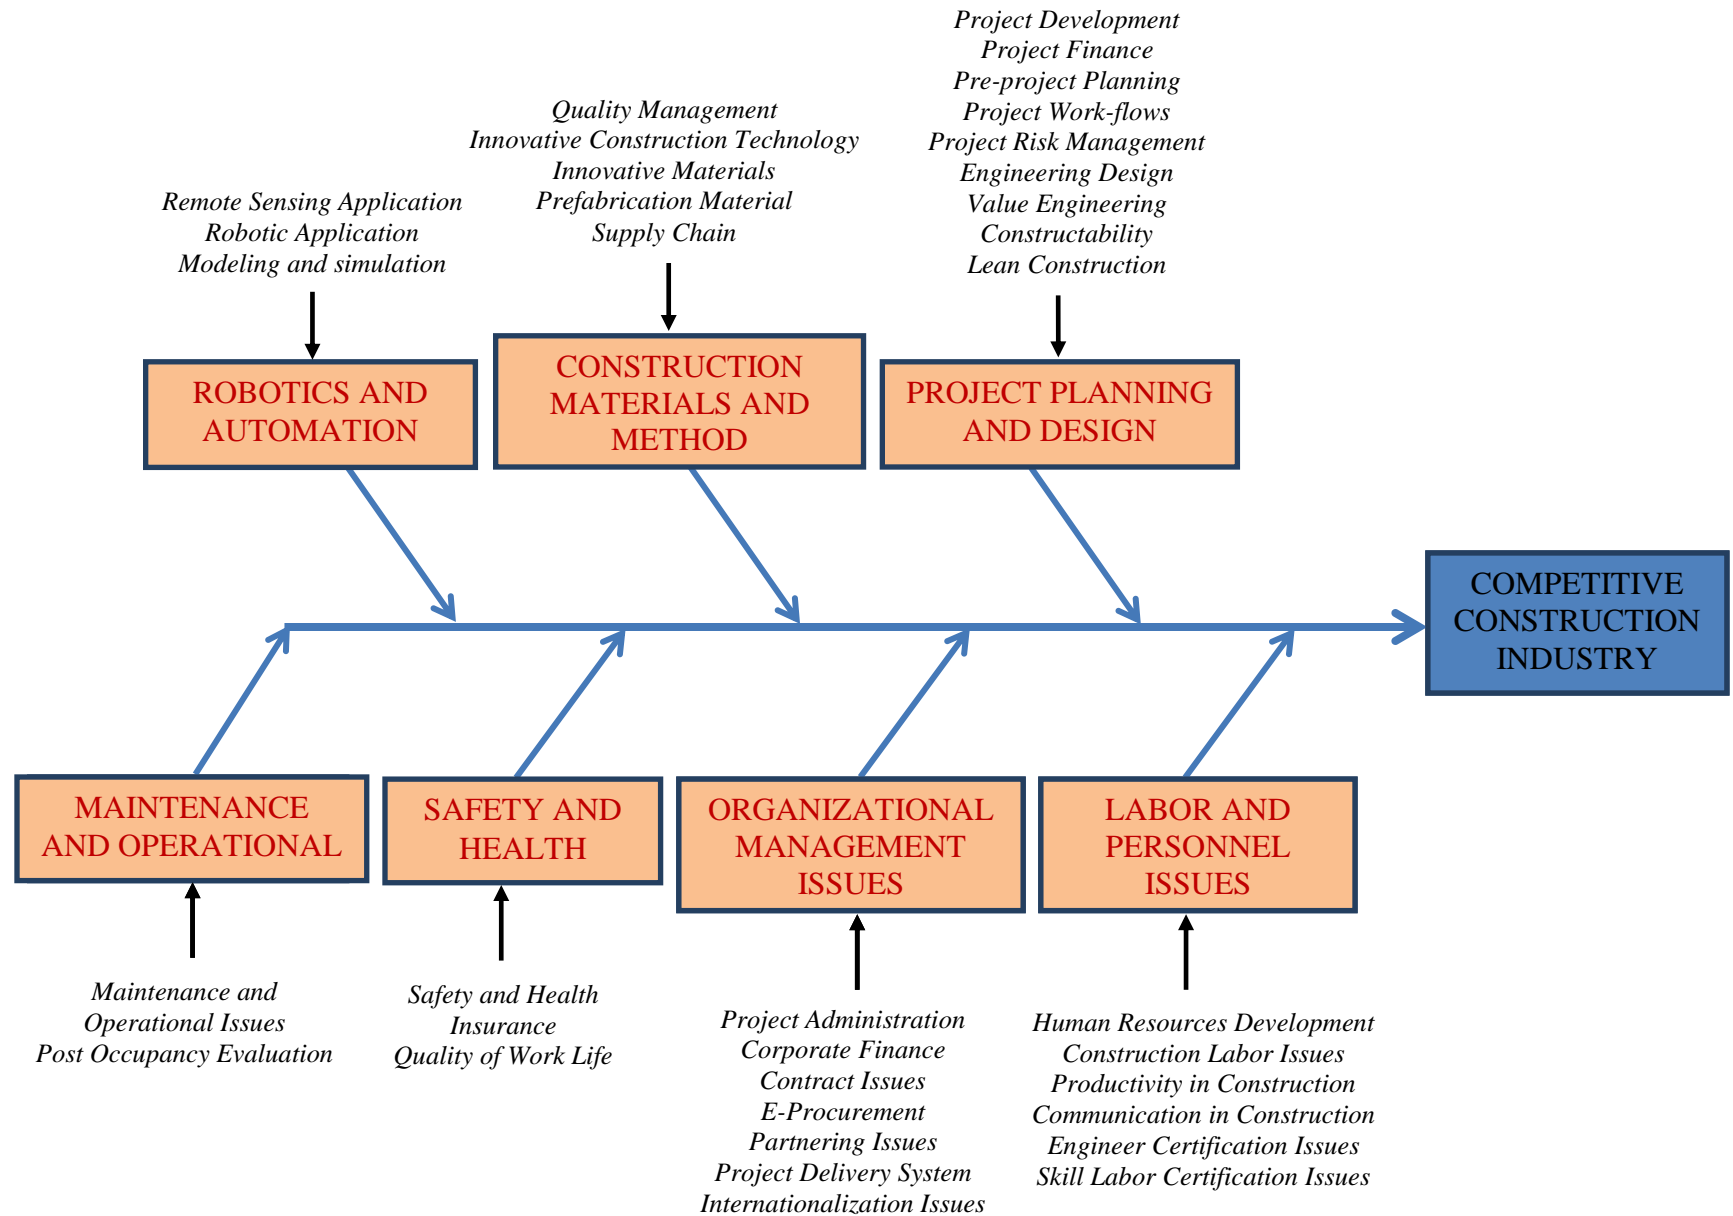 Project Development
Project Finance
Pre-project Planning
Project Work-flows
Project Risk Management
Engineering Design
Value Engineering
Constructability
Lean Construction
Quality Management
Innovative Construction Technology
Innovative Materials
Prefabrication Material
Supply Chain
Remote Sensing Application
Robotic Application
Modeling and simulation
ROBOTICS AND
AUTOMATION
CONSTRUCTION
MATERIALS AND
METHOD
PROJECT PLANNING
AND DESIGN
COMPETITIVE
CONSTRUCTION
INDUSTRY
MAINTENANCE
AND OPERATIONAL
SAFETY AND
HEALTH
ORGANIZATIONAL
MANAGEMENT
ISSUES
LABOR AND
PERSONNEL
ISSUES
Maintenance and
Operational Issues
Post Occupancy Evaluation
Safety and Health
Insurance
Quality of Work Life
Project Administration
Corporate Finance
Contract Issues
E-Procurement
Partnering Issues
Project Delivery System
Internationalization Issues
Human Resources Development
Construction Labor Issues
Productivity in Construction
Communication in Construction
Engineer Certification Issues
Skill Labor Certification Issues